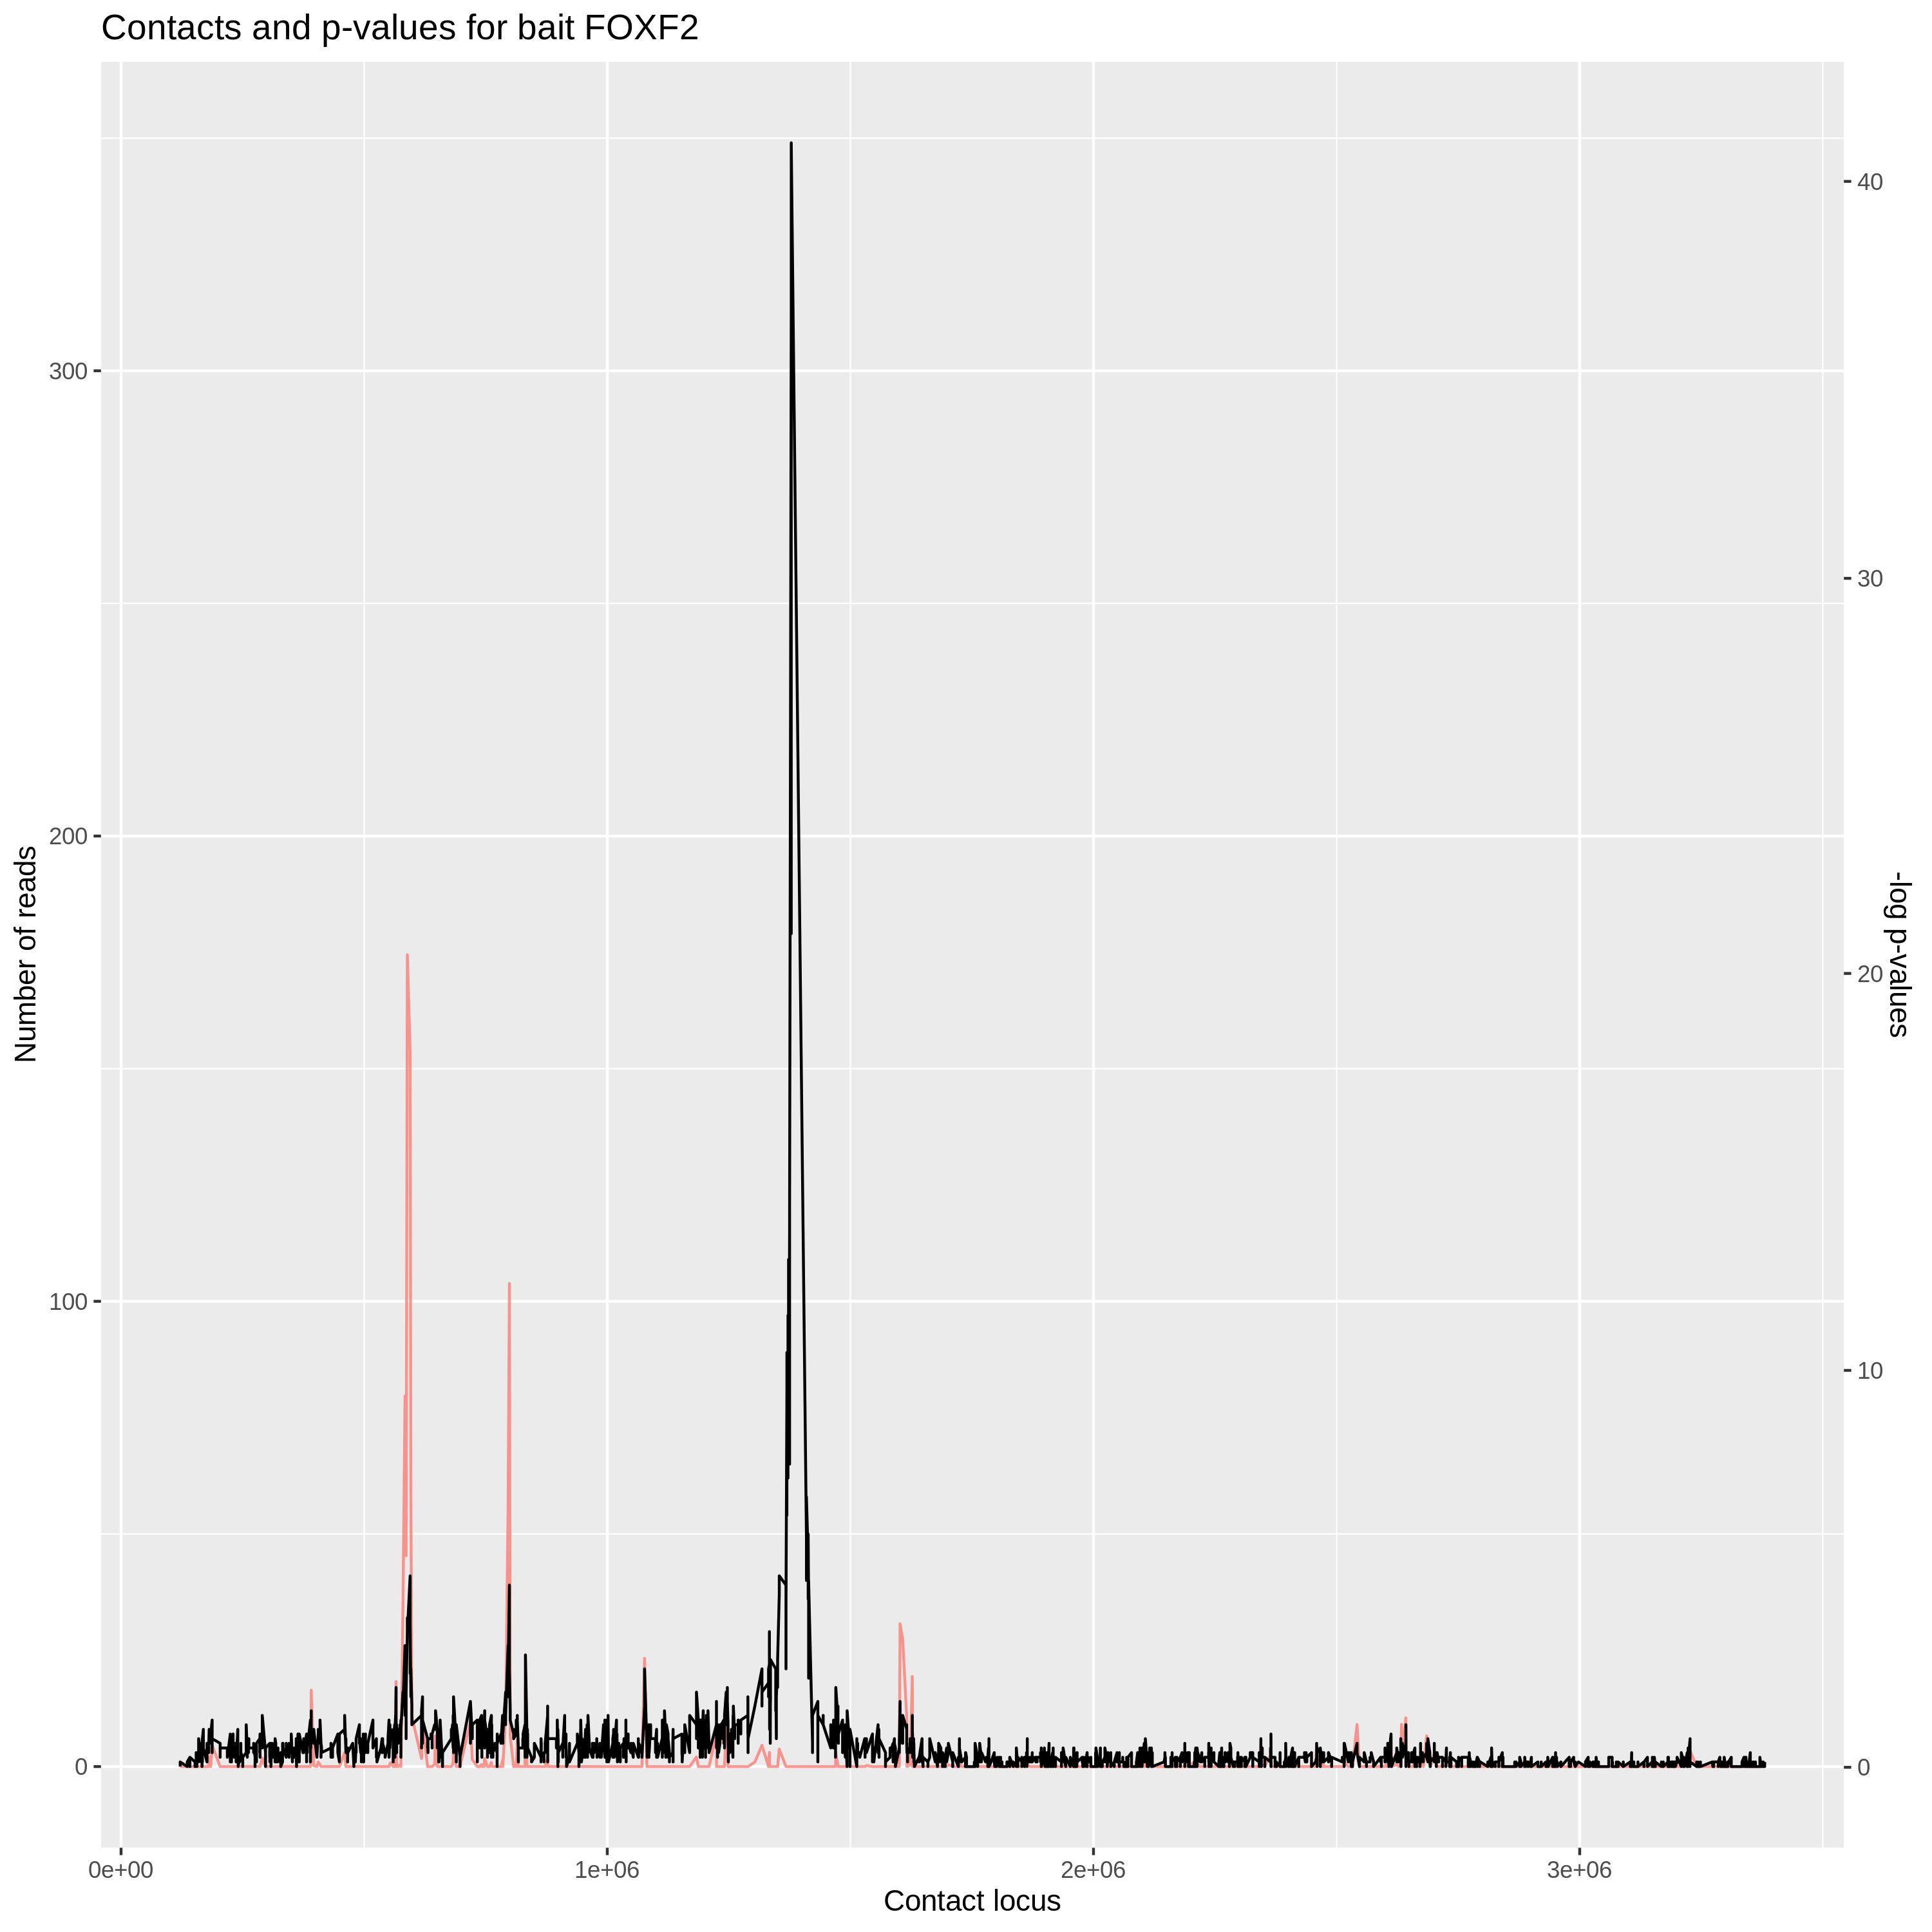 Contacts and p-values for bait FOXF2
Number of reads
300
200
100
0
40
30
20
10
0
-log p-values
0e+00
1e+06
2e+06
3e+06
Contact locus